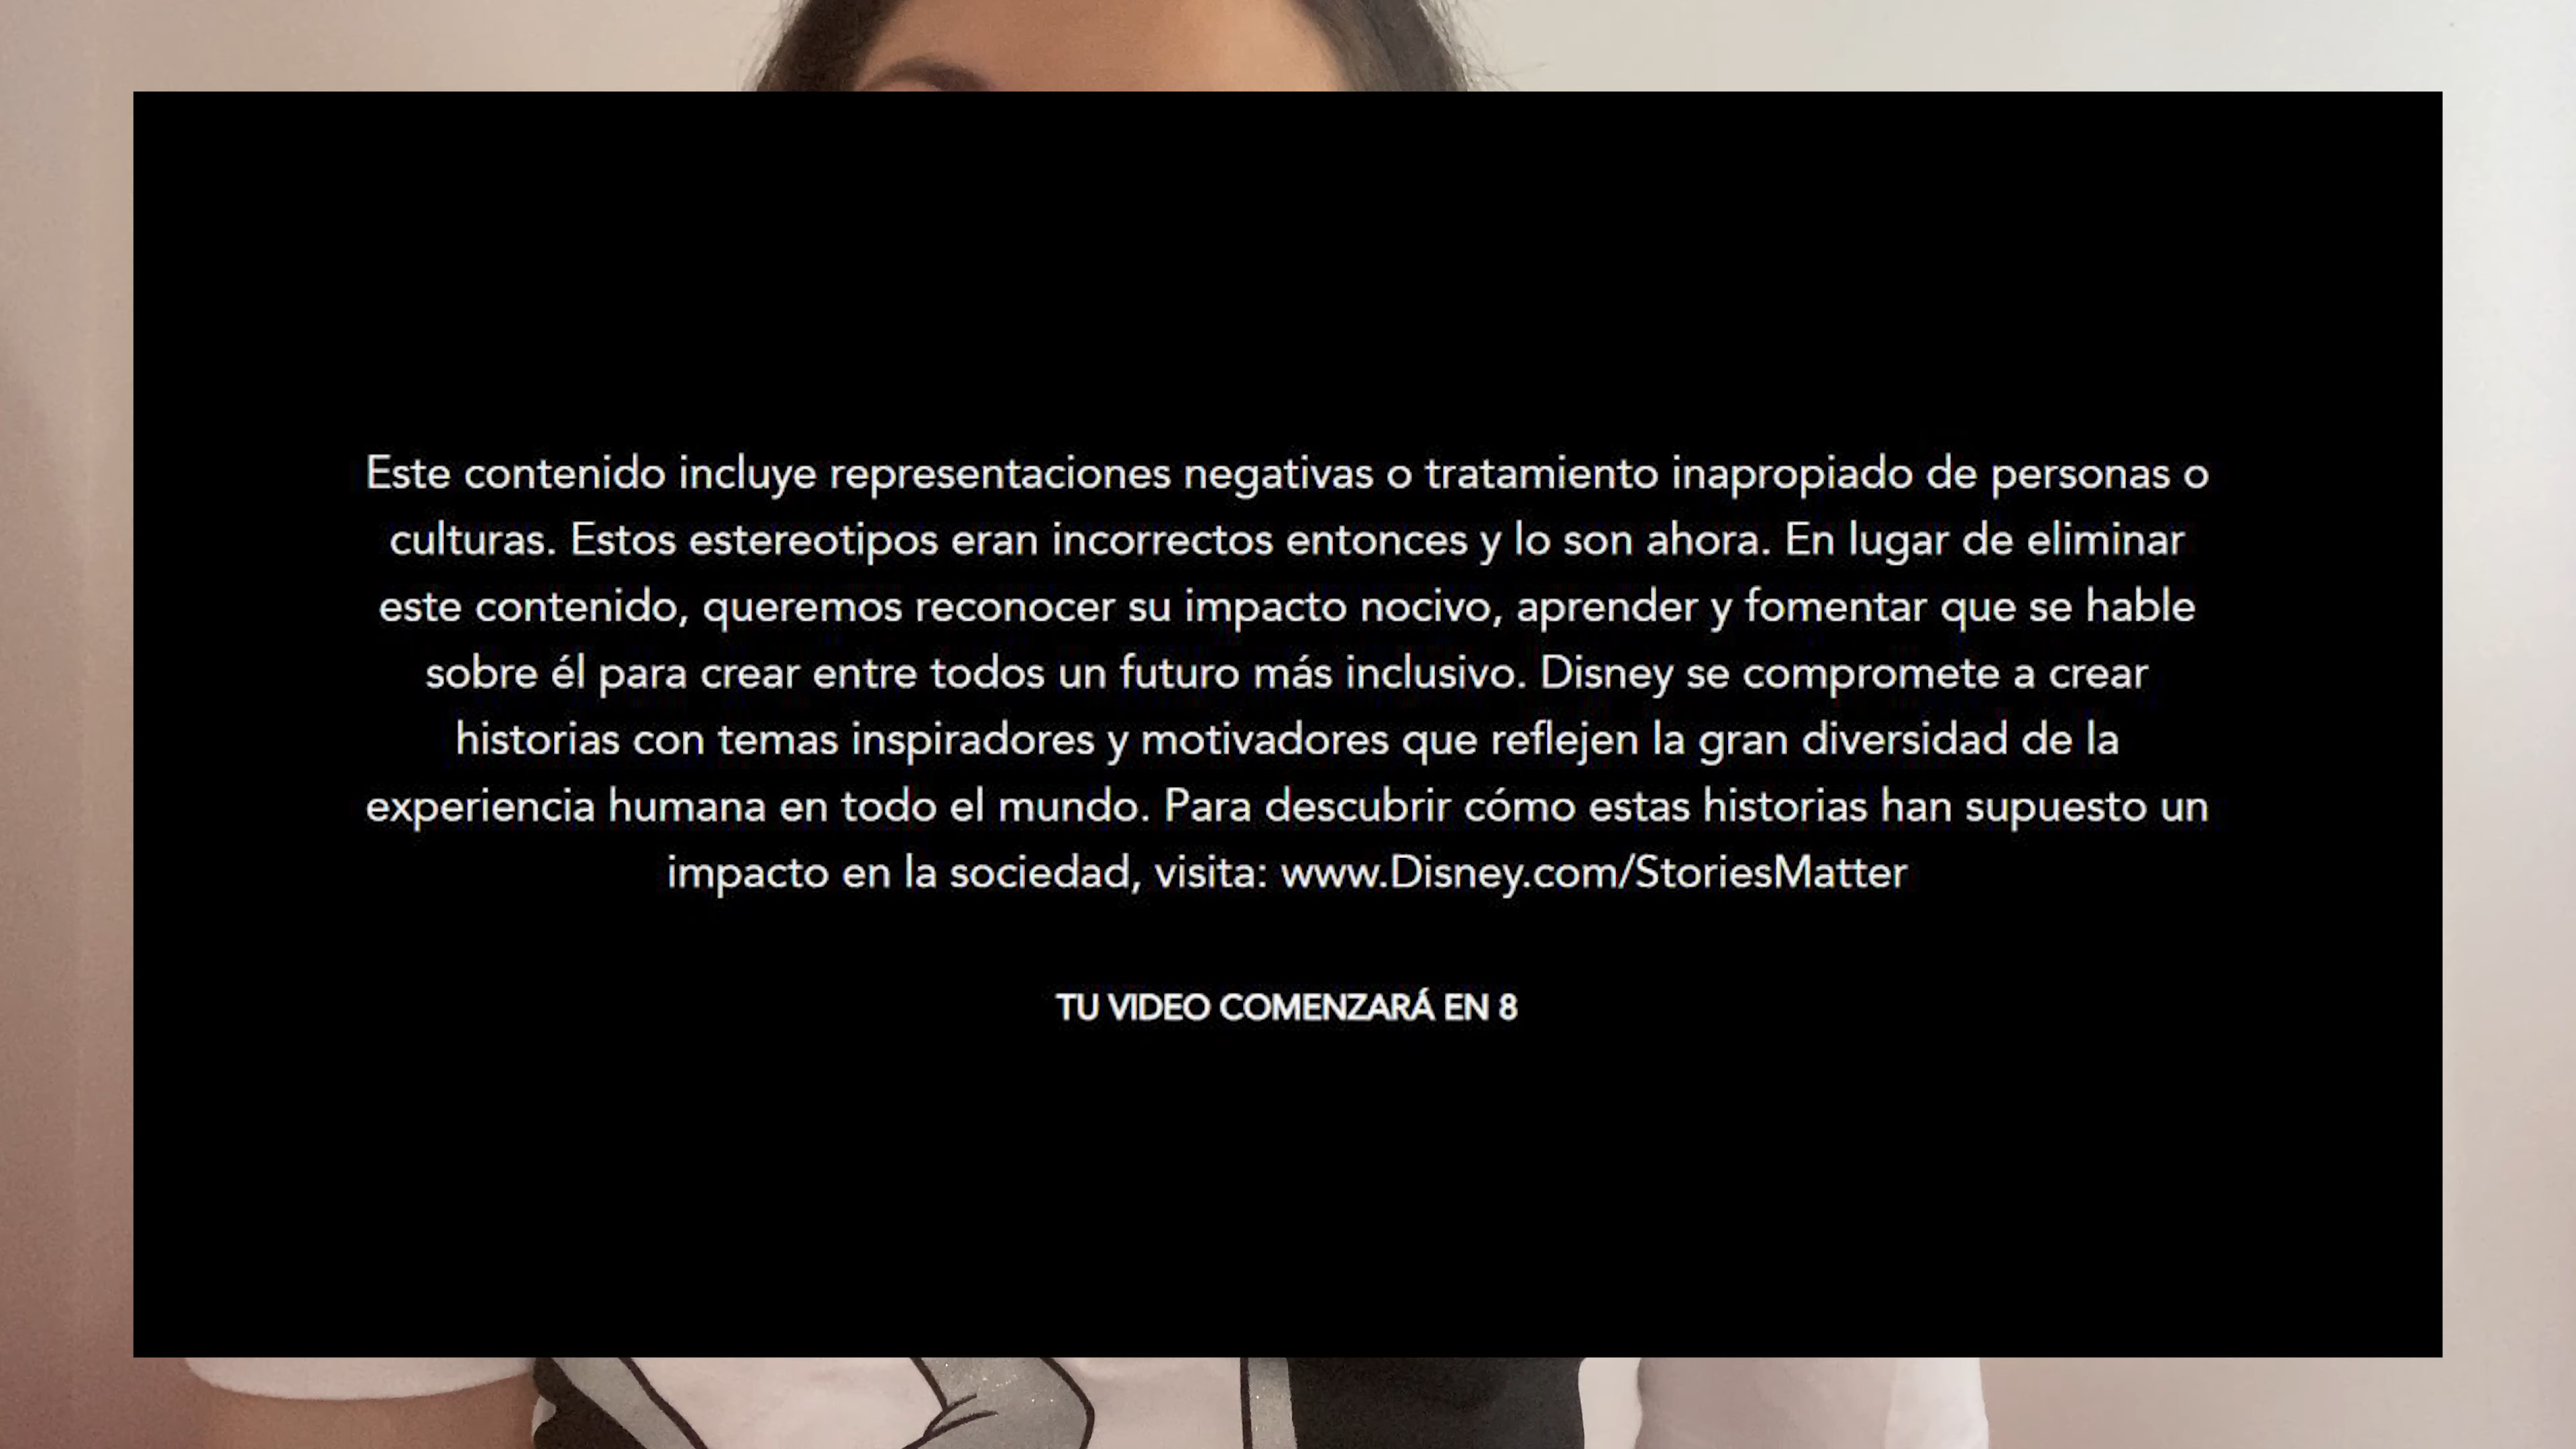 Este contenido incluye representaciones negativas o tratamiento inapropiado de personas o
culturas. Estos estereotipos eran incorrectos entonces y lo son ahora. En lugar de eliminar
este contenido, queremos reconocer su impacto nocivo, aprender y fomentar que se hable
sobre él para crear entre todos un futuro más inclusivo. Disney se compromete a crear
historias con temas inspiradores y motivadores que reflejen la gran diversidad de la
experiencia humana en todo el mundo. Para descubrir cómo estas historias han supuesto un
impacto en la sociedad, visita: www.Disney.com/StoriesMatter
TU VIDEO COMENZARÁ EN 8